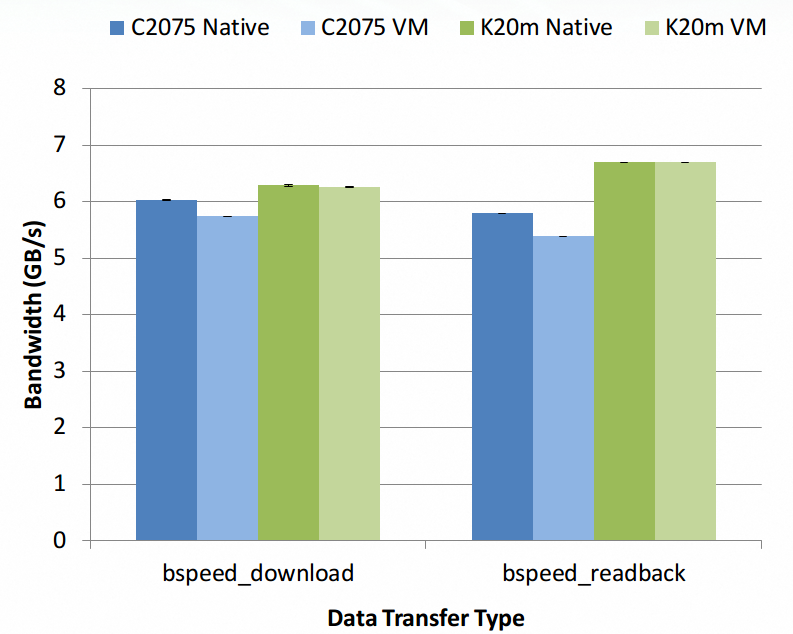 C2075 Native C2075 VM K20m Native K20m VM
8
7
6
5
4
3
2
1
0
Bandwidth (GB/s)
bspeed_download bspeed_readback
Data Transfer Type